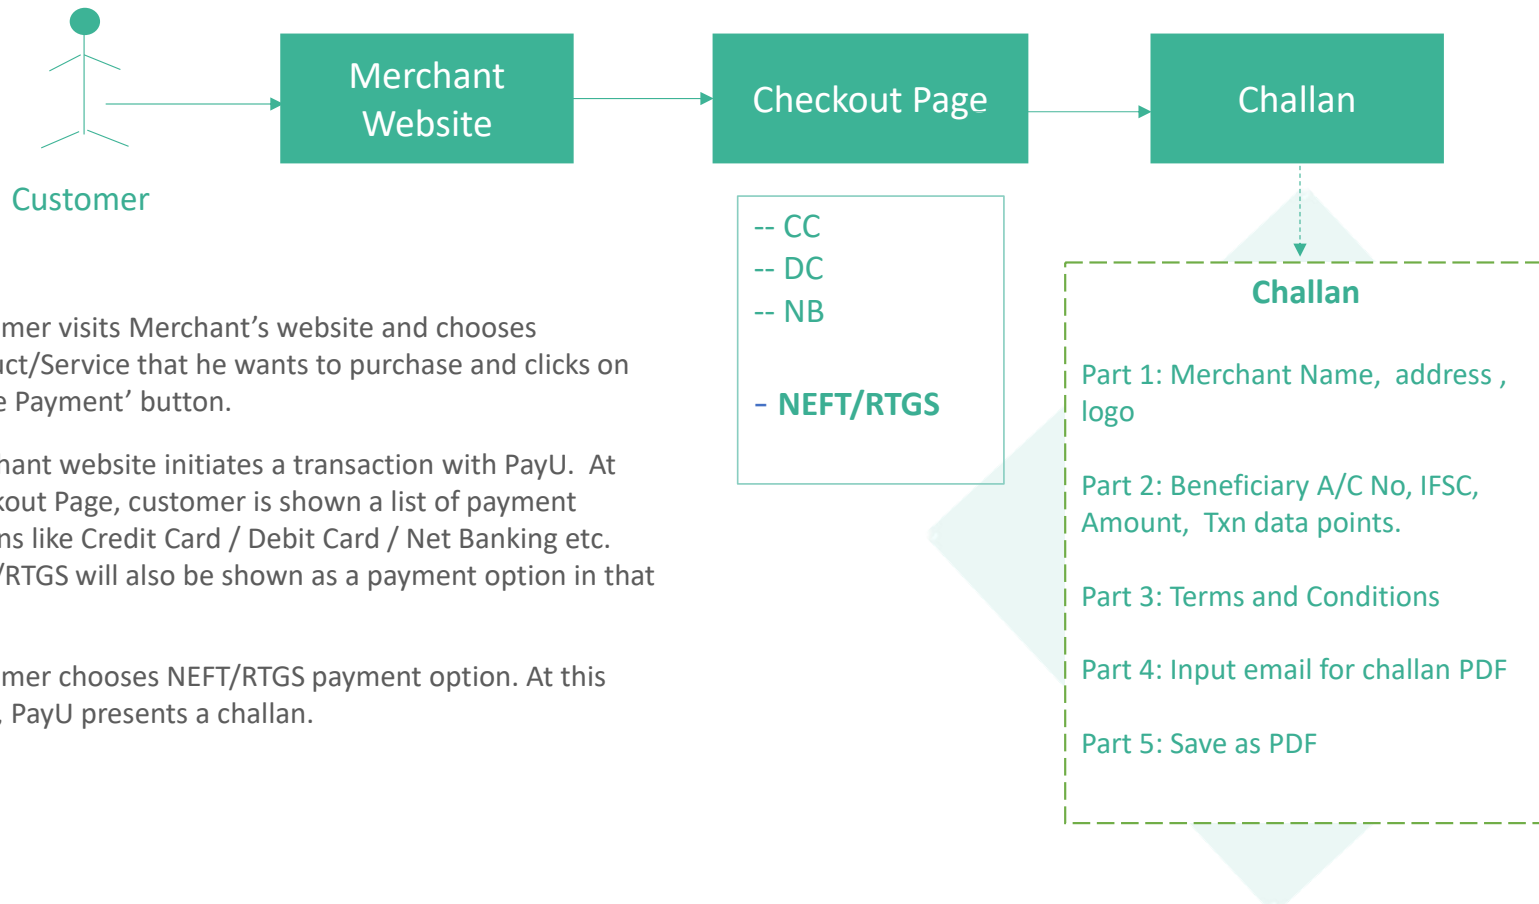 Merchant
Website
Checkout Page
Challan
Customer
-- CC
-- DC
-- NB
- NEFT/RTGS
Challan
Part 1: Merchant Name, address ,
logo
Part 2: Beneficiary A/C No, IFSC,
Amount, Txn data points.
Part 3: Terms and Conditions
Part 4: Input email for challan PDF
Part 5: Save as PDF
mer visits Merchant’s website and chooses
uct/Service that he wants to purchase and clicks on
e Payment’ button.
hant website initiates a transaction with PayU. At
kout Page, customer is shown a list of payment
ns like Credit Card / Debit Card / Net Banking etc.
/RTGS will also be shown as a payment option in that
mer chooses NEFT/RTGS payment option. At this
, PayU presents a challan.